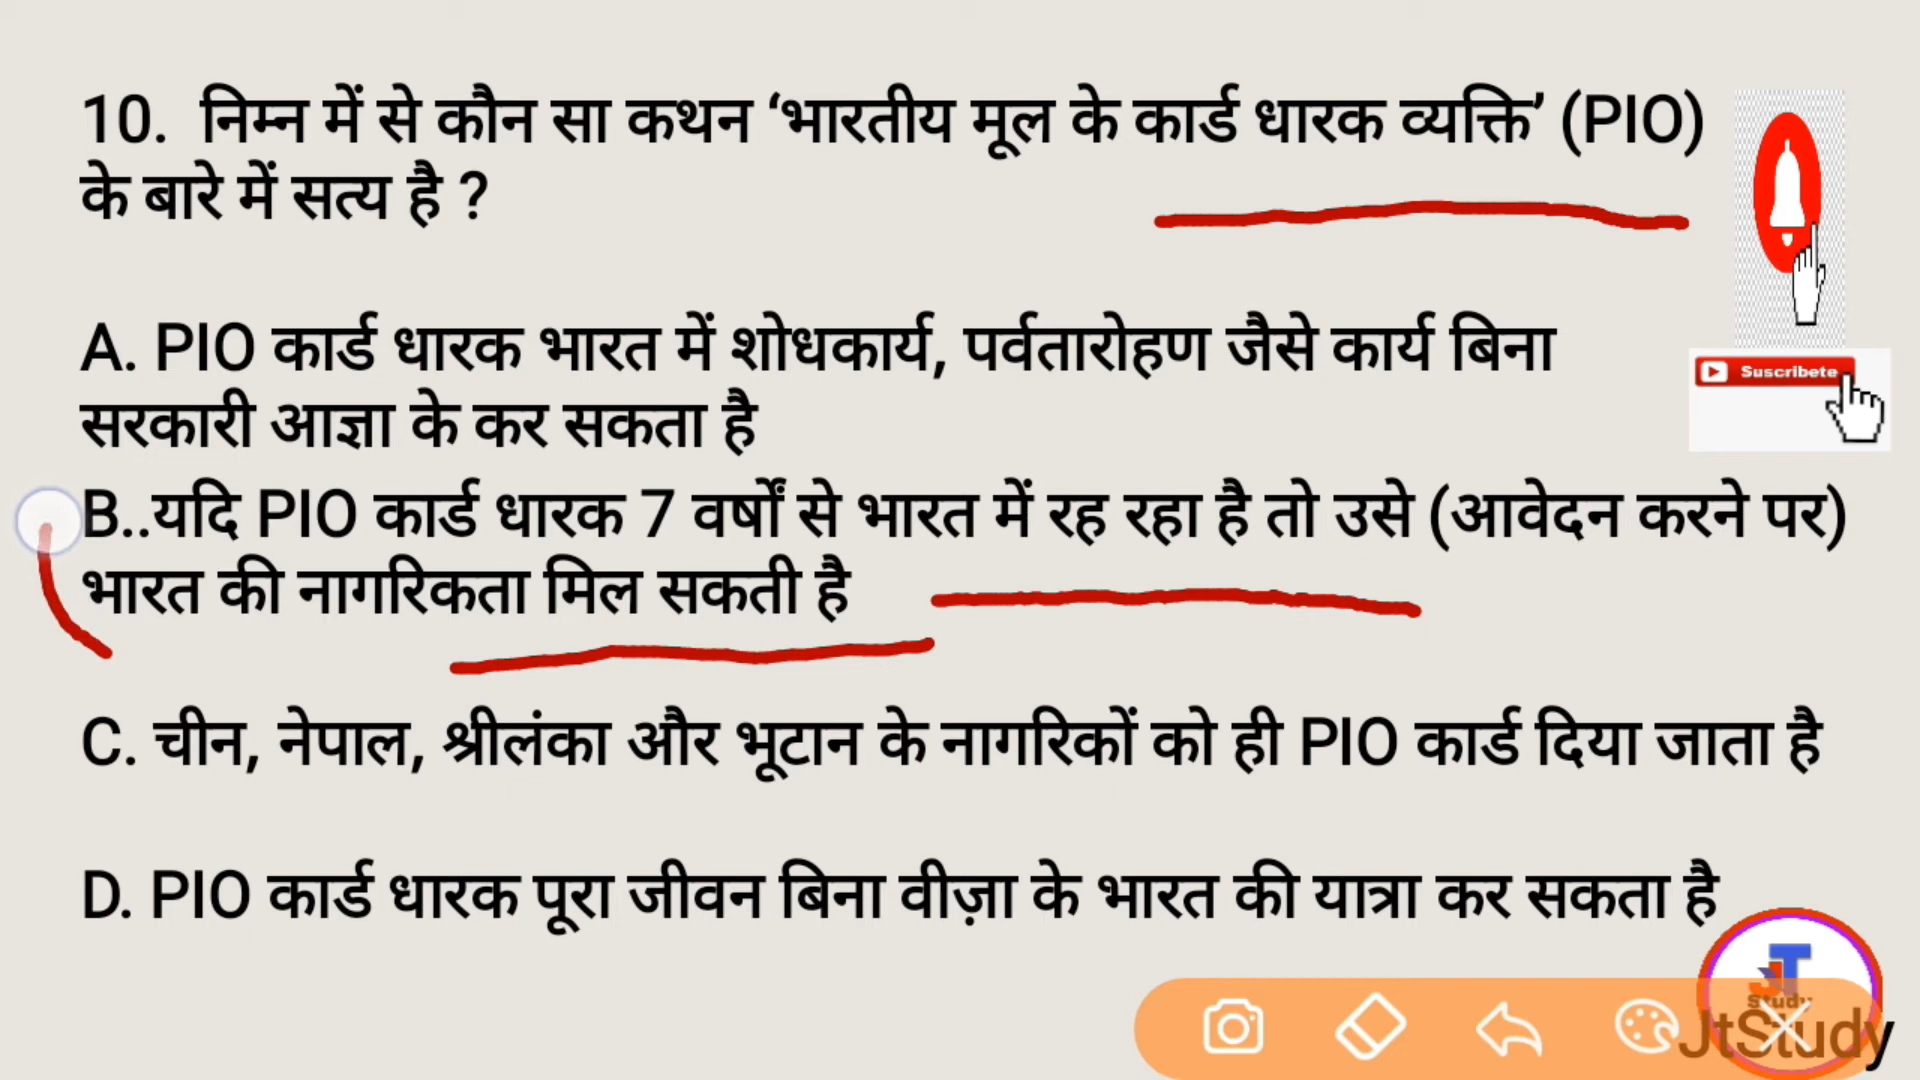 10. निम्न में से कौन सा कथन ‘भारतीय मूल के कार्ड धारक व्यक्ति’ (PIO)
के बारे में सत्य है ?
A. PIO कार्ड धारक भारत में शोधकार्य, पर्वतारोहण जैसे कार्य बिना
सरकारी आज्ञा के कर सकता है
Suscribete
B..यदि PIO कार्ड धारक 7 वर्षों से भारत में रह रहा है तो उसे (आवेदन करने पर)
भारत की नागरिकता मिल सकती है
C. चीन, नेपाल, श्रीलंका और भूटान के नागरिकों को ही PIO कार्ड दिया जाता है
D. PIO कार्ड धारक पूरा जीवन बिना वीज़ा के भारत की यात्रा कर सकता है
JT
Study
JtStudy